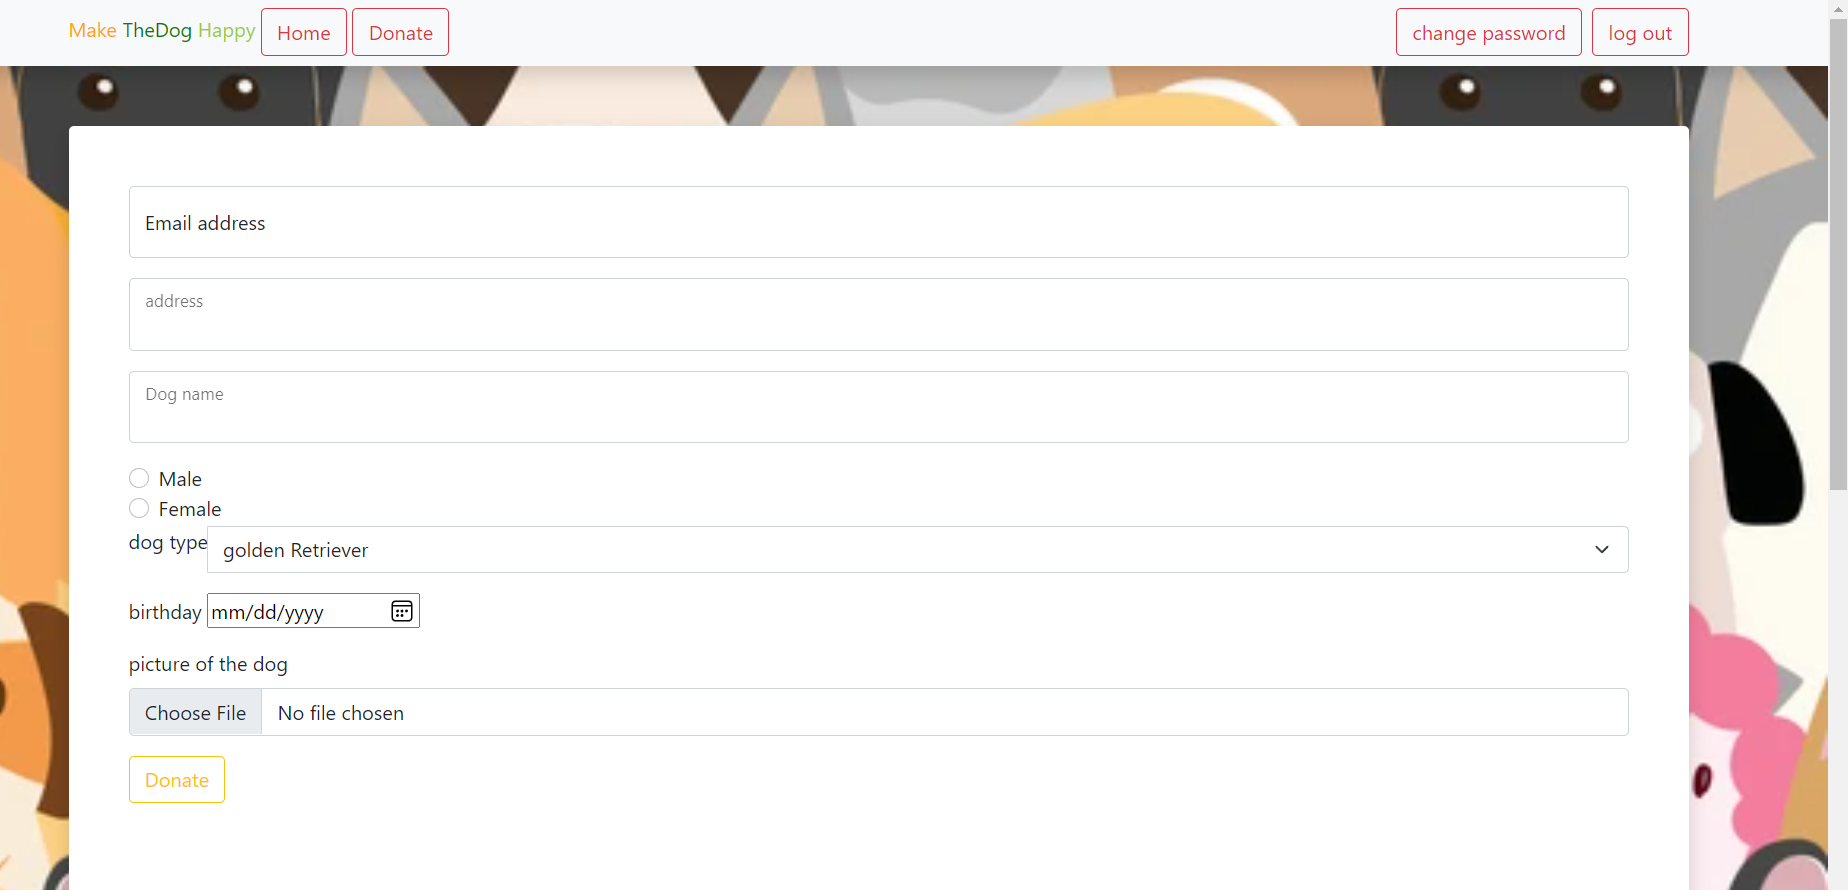 Make TheDog Happy Home Donate change password log out
Email address
address
Dog name
Male
Female
dog type golden Retriever
birthday mm/dd/yyyy
picture of the dog
Choose File No file chosen
Donate